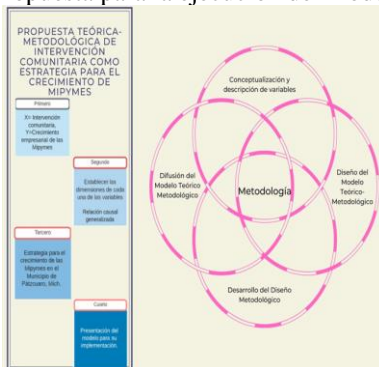 PROPUESTA TEÓRICA-
METODOLÓGICA DE
INTERVENCIÓN
COMUNITARIA COMO
ESTRATEGIA PARA EL
CRECIMIENTO DE
MIPYMES
Primero
X= Intervención
comunitaria,
Y=Crecimiento
empresarial de las
Mipymes
Segundo
Establecer las
dimensiones de cada
una de las variables
Relación causal
generalizada
Tercero
Estrategia para el
crecimiento de las
Mipymes en el
Municipio de
Pátzcuaro, Mich.
Cuarto
Presentación del
modelo para su
implementación.
Conceptualización y
descripción de variables
Difusión del
Modelo Teórico
Metodológico
Metodología
Diseño del
Modelo
Teórico-
Metodológico
Desarrollo del Diseño
Metodológico